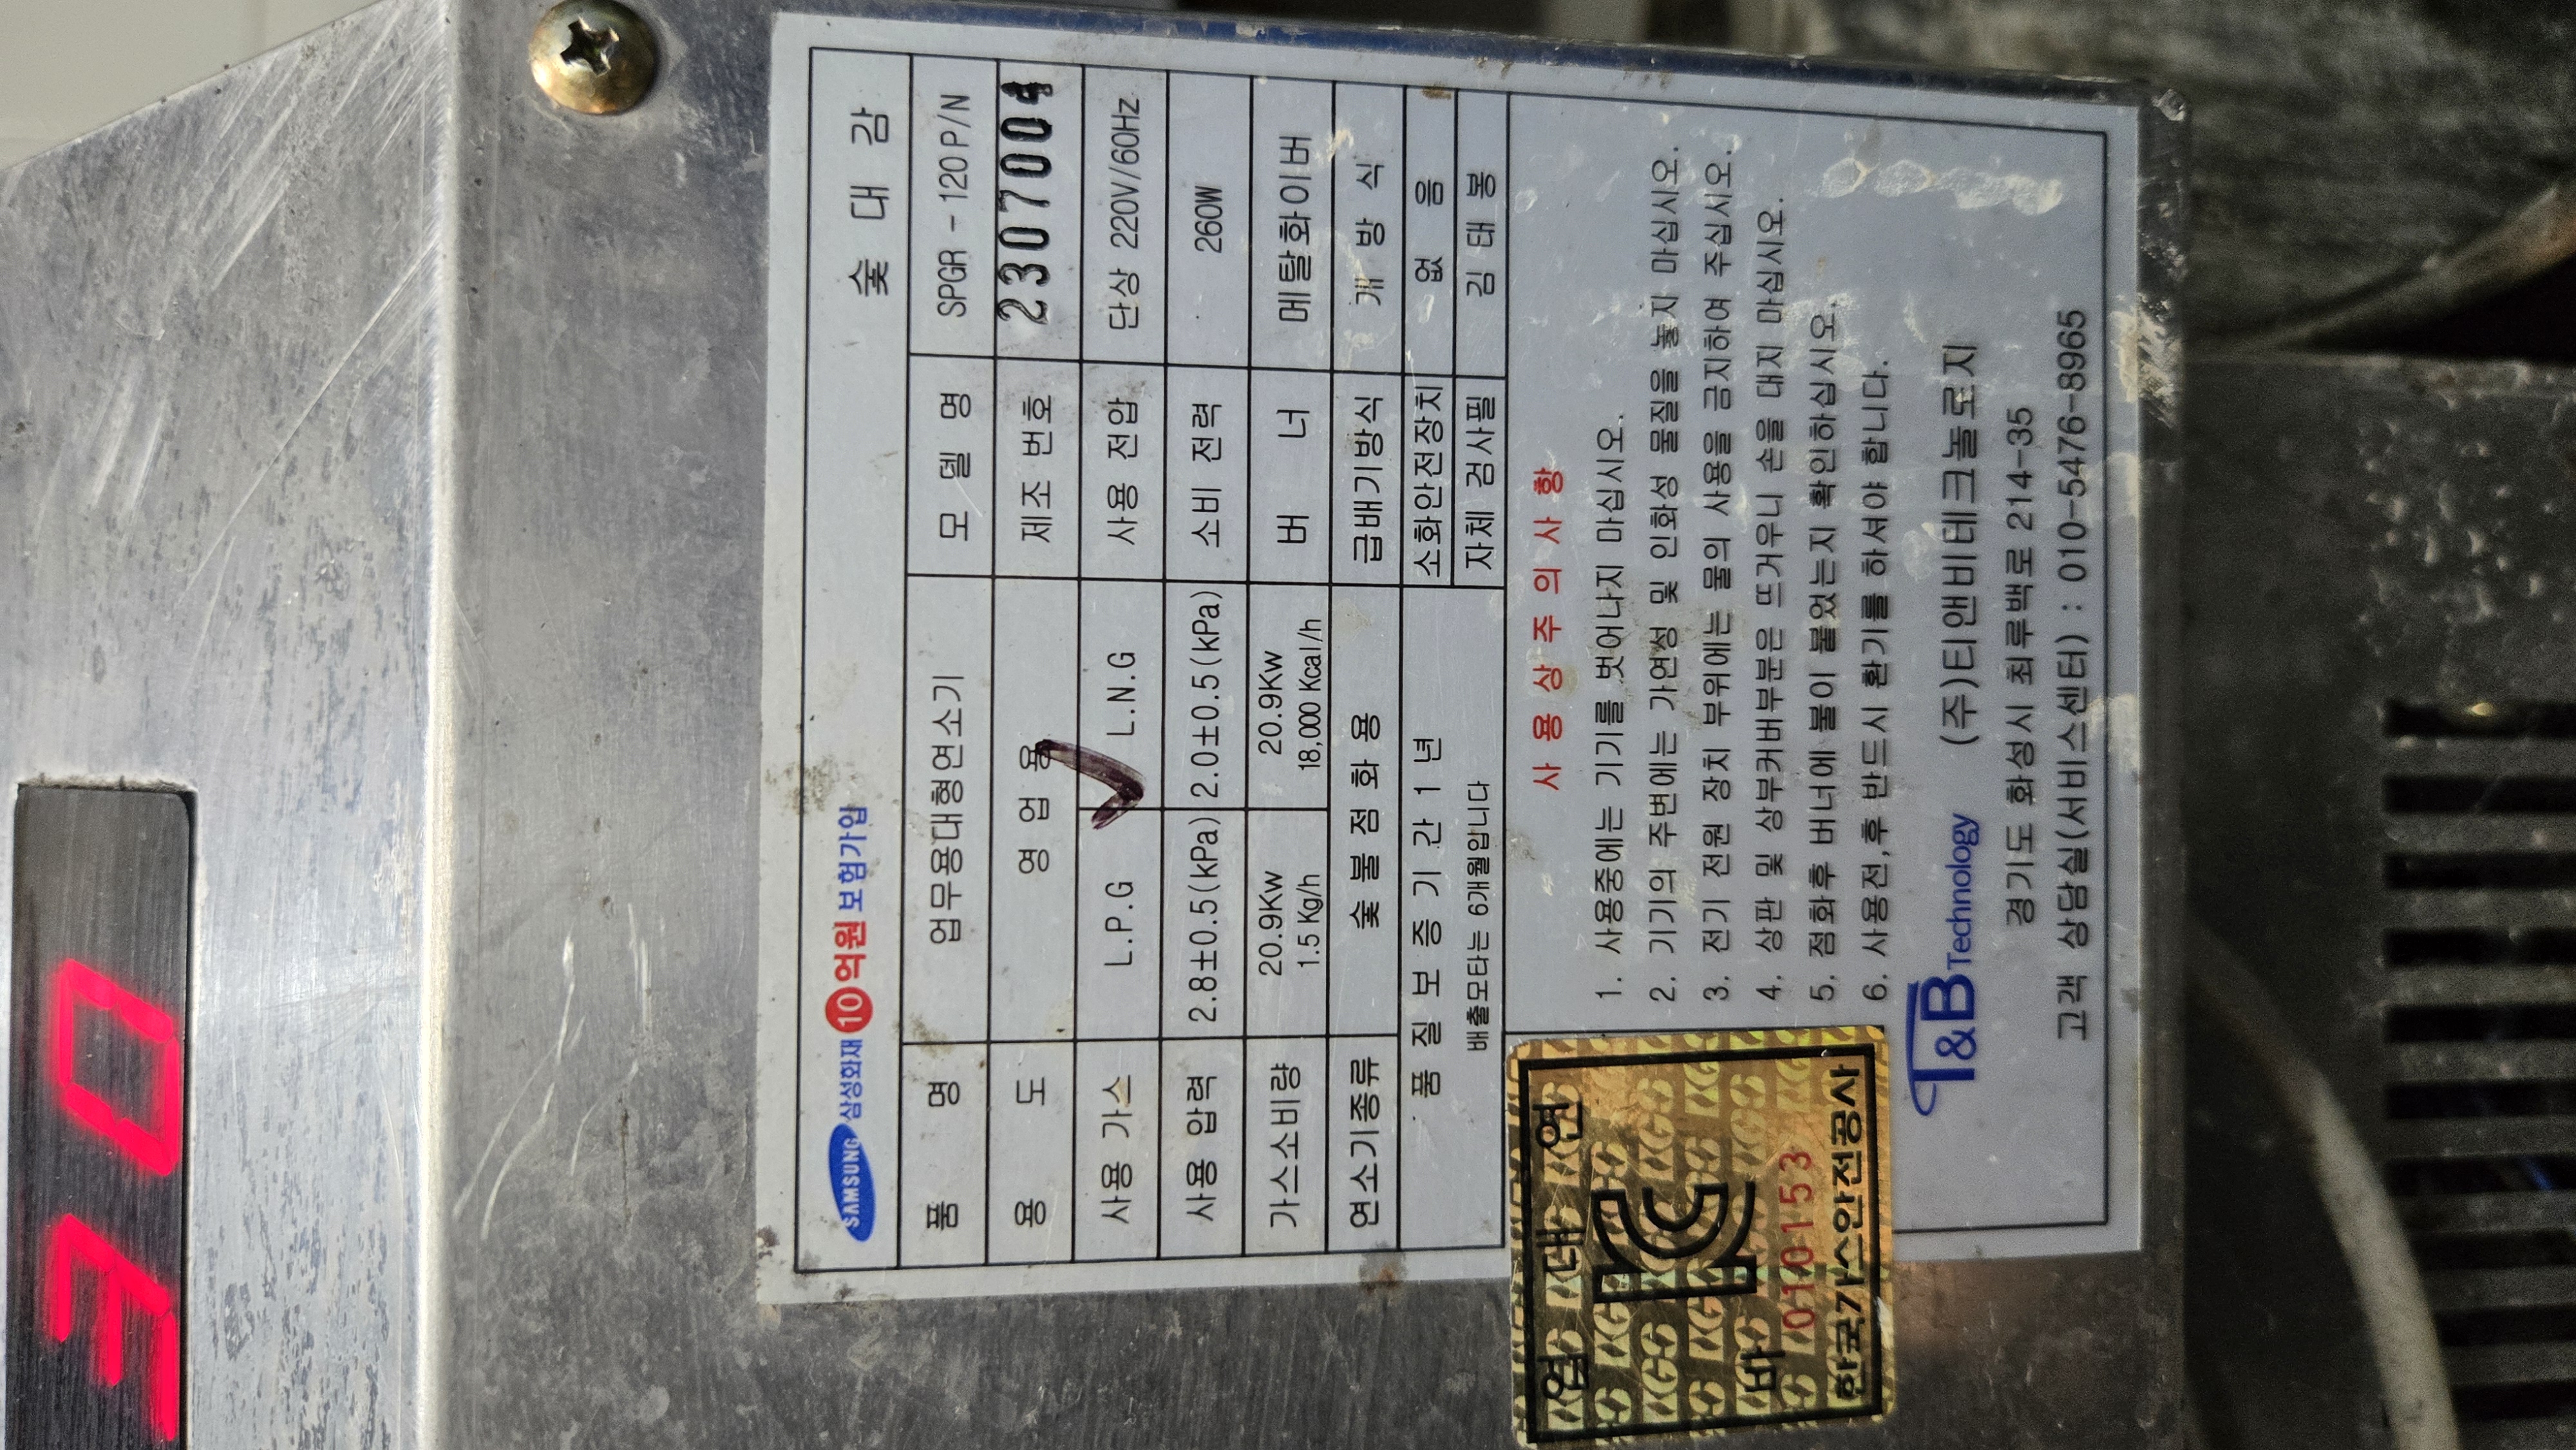 SAMSUNG 삼성화재 10억원 보험가입 숯 대 감
품 명 업무용대형연소기 모 델 명 SPGR - 120 P/N
용 도 영 업 용 제조 번호 2307004
사용 가스 L.P.G L.N.G 사용 전압 단상 220V/60Hz
사용 압력 2.8±0.5(kPa) 2.0±0.5(kPa) 소비 전력 260W
가스소비량 20.9Kw 1.5 Kg/h 20.9Kw 18,000 Kcal/h 버 너 메탈화이버
연소기종류 숯 불 점 화 용 급배기방식 개 방 식
품 질 보 증 기 간 1 년 소화안전장치 없 음
배출모타는 6개월입니다 자체 검사필 김 태 봉
사 용 상 주 의 사 항
1. 사용중에는 기기를 벗어나지 마십시오.
2. 기기의 주변에는 가연성 및 인화성 물질을 놓지 마십시오.
3. 전기 전원 장치 부위에는 물의 사용을 금지하여 주십시오.
4. 상판 및 상부커버부분은 뜨거우니 손을 대지 마십시오.
5. 점화후 버너에 불이 붙었는지 확인하십시오.
6. 사용전,후 반드시 환기를 하셔야 합니다.
T&B Technology (주)티앤비테크놀로지
경기도 화성시 최루백로 214-35
고객 상담실(서비스센터) : 010-5476-8965
업 대 연
KC
바 010153
한국가스안전공사